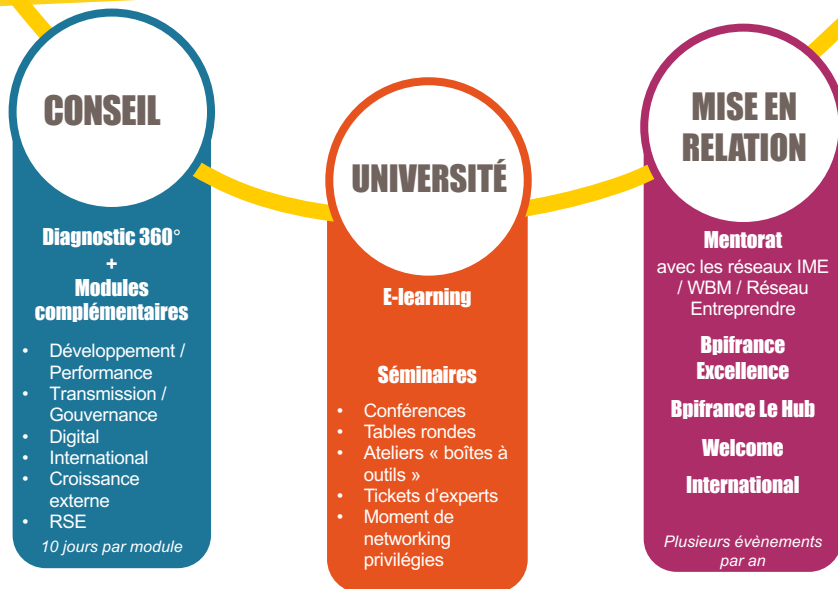 CONSEIL
Diagnostic 360°
+
Modules
complémentaires
• Développement /
Performance
• Transmission /
Gouvernance
• Digital
• International
• Croissance
externe
• RSE
10 jours par module
UNIVERSITÉ
E-learning
Séminaires
• Conférences
• Tables rondes
• Ateliers « boîtes à
outils »
• Tickets d'experts
• Moment de
networking
privilégies
MISE EN
RELATION
Mentorat
avec les réseaux IME
/ WBM / Réseau
Entreprendre
Bpifrance
Excellence
Bpifrance Le Hub
Welcome
International
Plusieurs évènements
par an